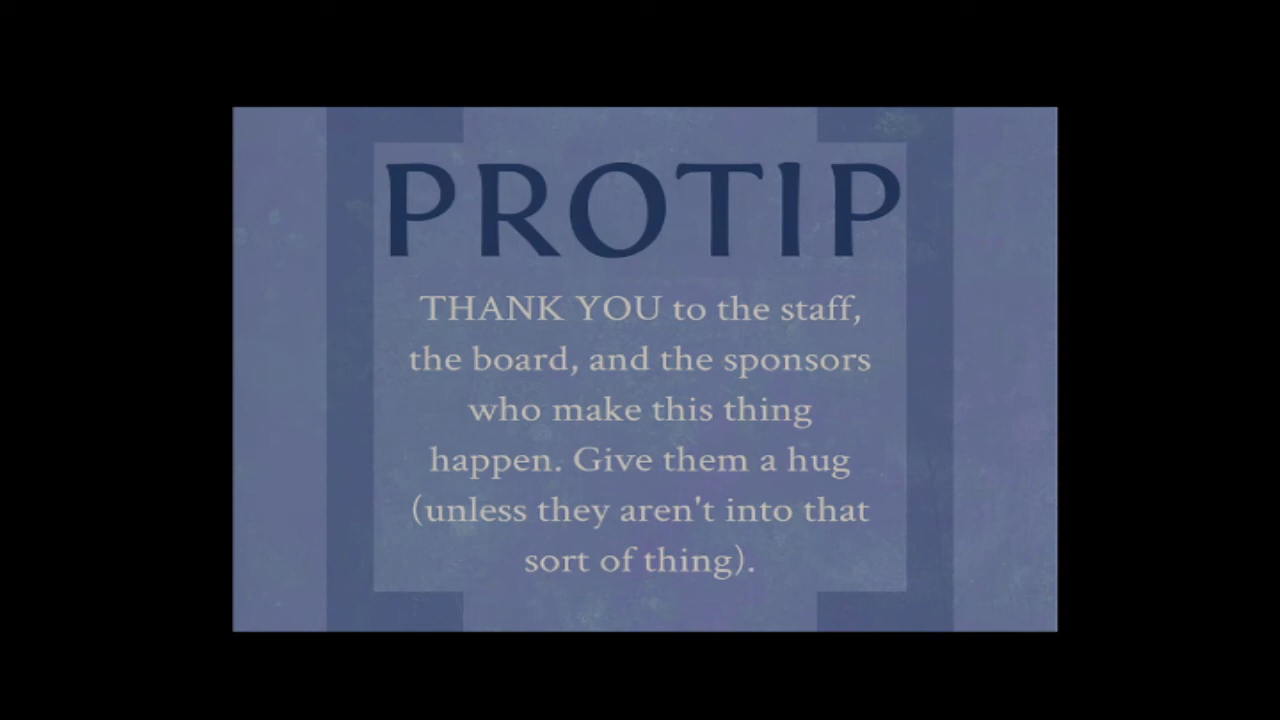 PROTIP
THANK YOU to the staff,
the board, and the sponsors
who make this thing
happen. Give them a hug
(unless they aren't into that
sort of thing).